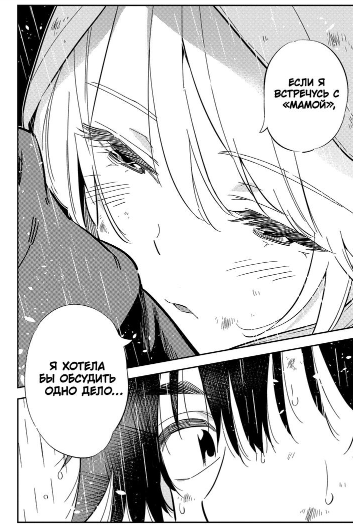 ЕСЛИ Я
ВСТРЕЧУСЬ С
«МАМОЙ»,
Я ХОТЕЛА
БЫ ОБСУДИТЬ
ОДНО ДЕЛО...